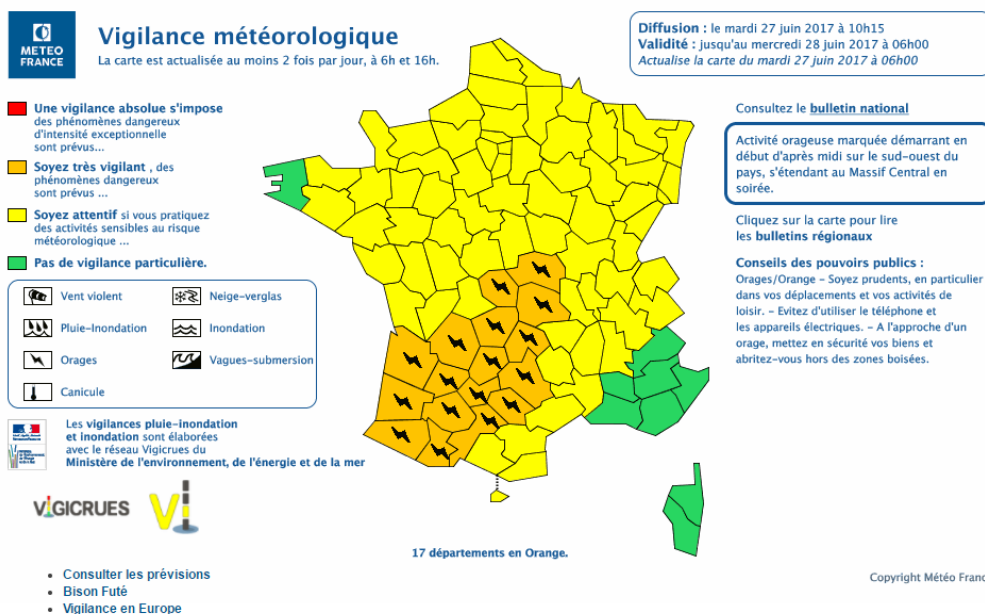 METEO
FRANCE
Vigilance météorologique
La carte est actualisée au moins 2 fois par jour, à 6h et 16h.
Diffusion : le mardi 27 juin 2017 à 10h15
Validité : jusqu'au mercredi 28 juin 2017 à 06h00
Actualise la carte du mardi 27 juin 2017 à 06h00
Une vigilance absolue s'impose
des phénomènes dangereux
d'intensité exceptionnelle
sont prévus...
Soyez très vigilant , des
phénomènes dangereux
sont prévus ...
Soyez attentif si vous pratiquez
des activités sensibles au risque
météorologique ...
Pas de vigilance particulière.
Vent violent
Neige-verglas
Pluie-Inondation
Inondation
Orages
Vagues-submersion
Canicule
Les vigilances pluie-inondation
et inondation sont élaborées
avec le réseau Vigicrues du
Ministère de l'environnement, de l'énergie et de la mer
VIGICRUES
Vi
Consultez le bulletin national
Activité orageuse marquée démarrant en
début d'après midi sur le sud-ouest du
pays, s'étendant au Massif Central en
soirée.
Cliquez sur la carte pour lire
les bulletins régionaux
Conseils des pouvoirs publics :
Orages/Orange - Soyez prudents, en particulier
dans vos déplacements et vos activités de
loisir. - Evitez d'utiliser le téléphone et
les appareils électriques. - A l'approche d'un
orage, mettez en sécurité vos biens et
abritez-vous hors des zones boisées.
17 départements en Orange.
Copyright Météo Franc
• Consulter les prévisions
• Bison Futé
• Vigilance en Europe